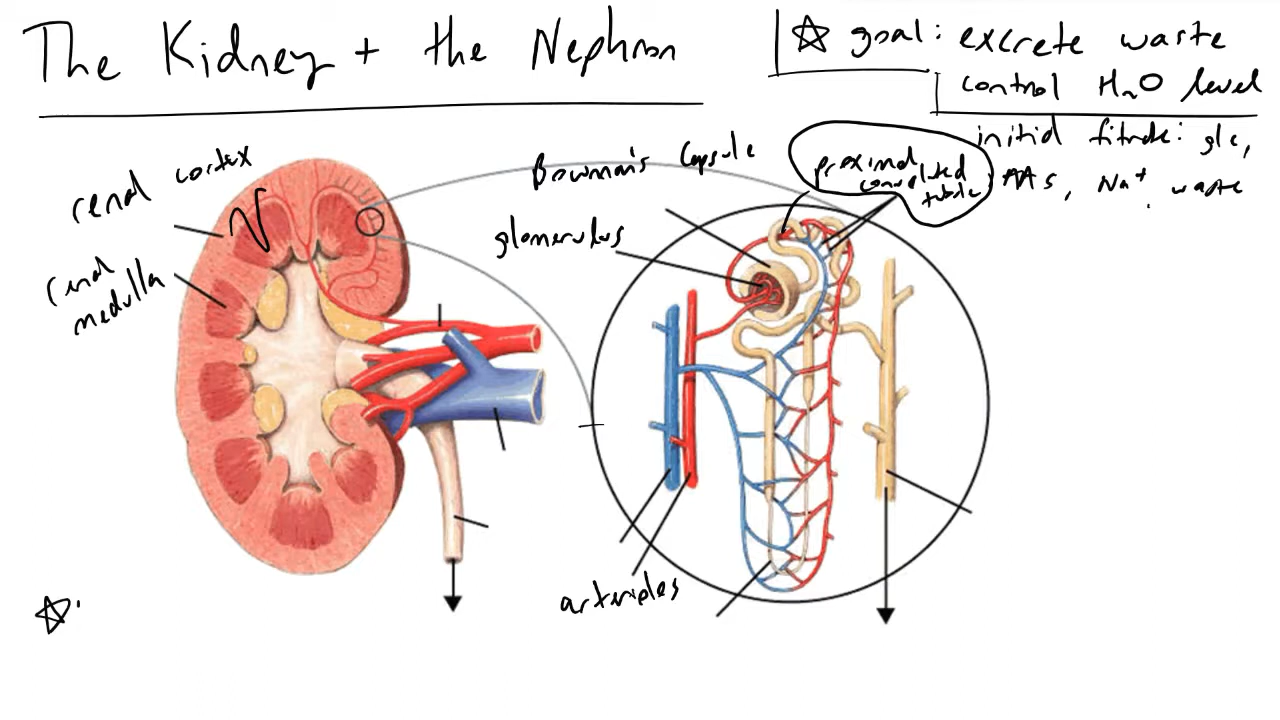 The Kidney + the Nephron
goal: excrete waste
control H2O level
initial filtrate: glc,
AAs, Na+, waste
renal cortex
renal
medulla
Bowman's Capsule
glomerulus
proximal
convoluted
tubule
arterioles